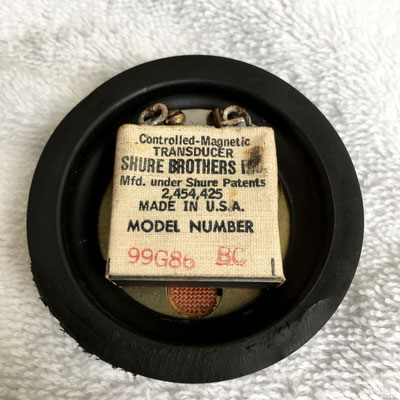 Controlled-Magnetic
TRANSDUCER
SHURE BROTHERS INC.
Mfd. under Shure Patents
2,454,425
MADE IN U.S.A.
MODEL NUMBER
99G86 BC